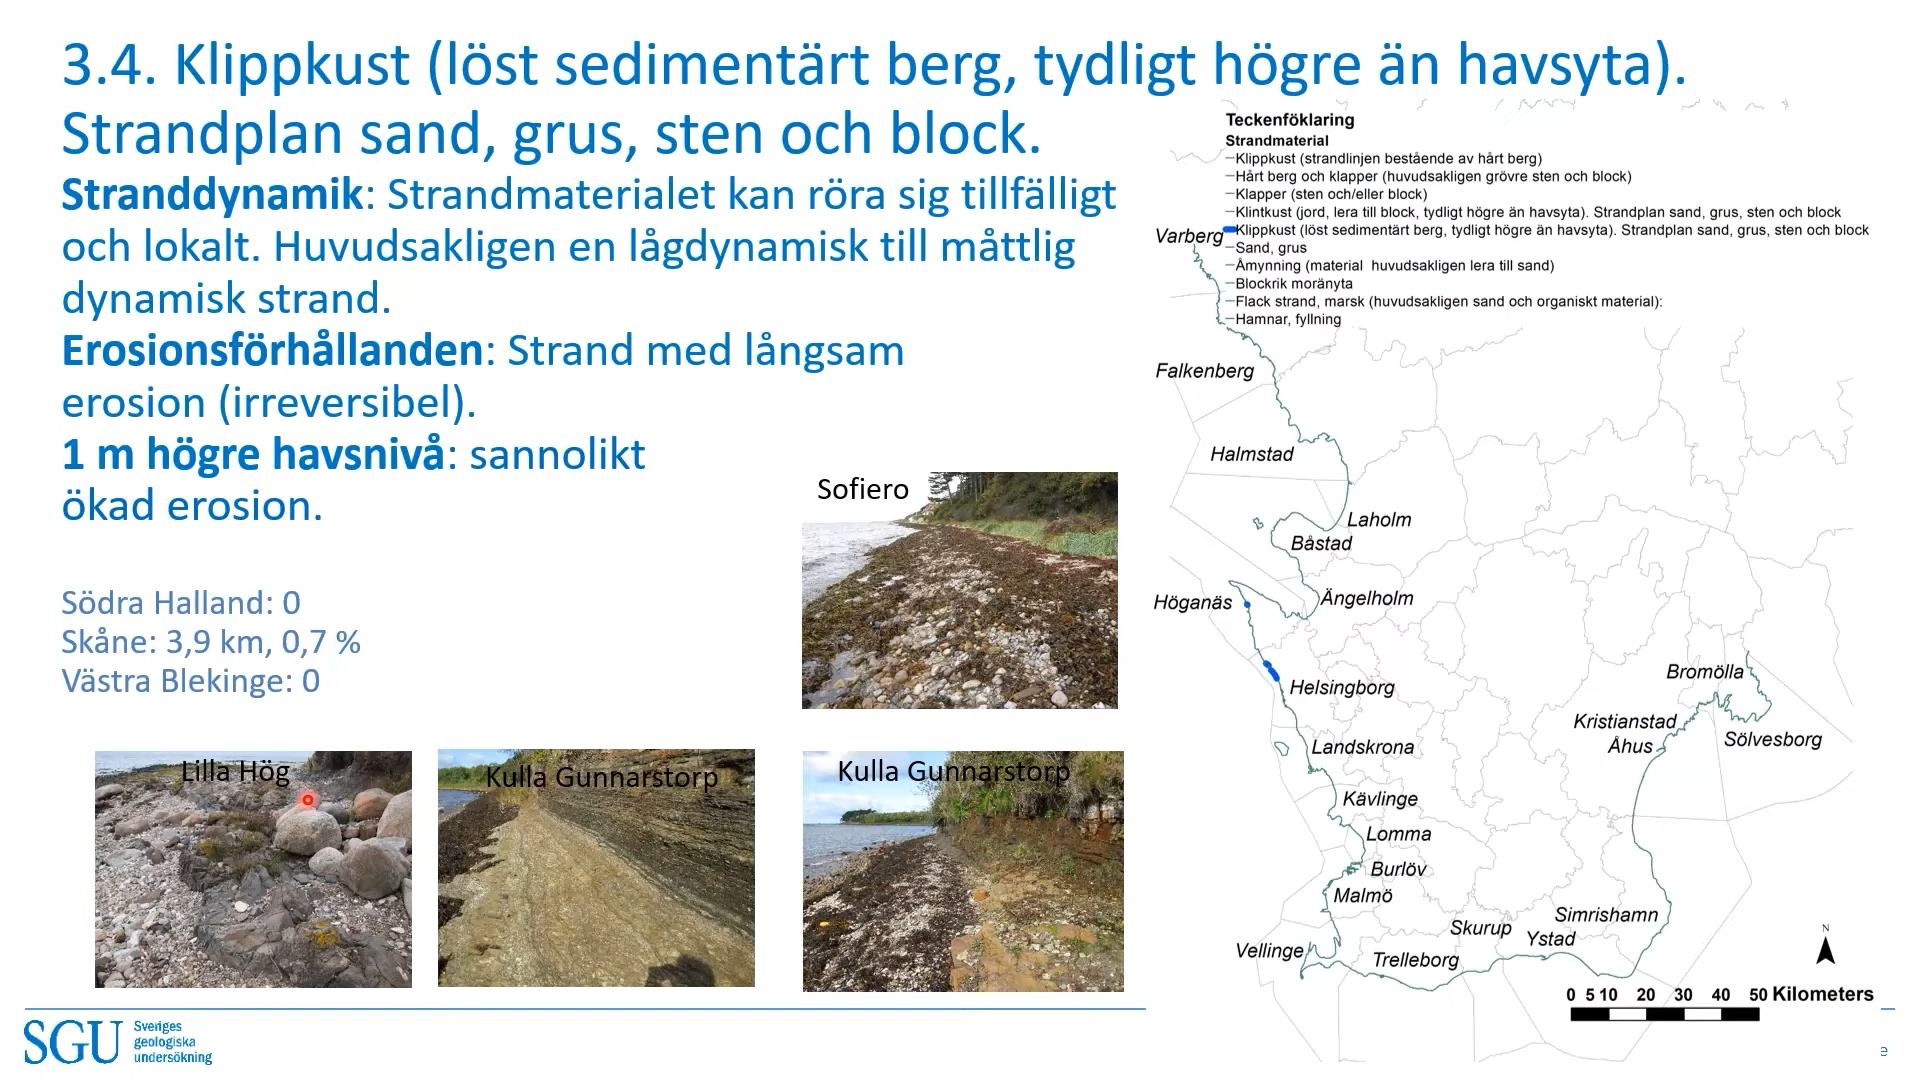 3.4. Klippkust (löst sedimentärt berg, tydligt högre än havsyta).
Strandplan sand, grus, sten och block.
Stranddynamik: Strandmaterialet kan röra sig tillfälligt
och lokalt. Huvudsakligen en lågdynamisk till måttlig
dynamisk strand.
Erosionsförhållanden: Strand med långsam
erosion (irreversibel).
1 m högre havsnivå: sannolikt
ökad erosion.
Södra Halland: 0
Skåne: 3,9 km, 0,7 %
Västra Blekinge: 0
Sofiero
Lilla Hög
Kulla Gunnarstorp
Kulla Gunnarstorp
Teckenföklaring
Strandmaterial
Klippkust (strandlinjen bestående av hårt berg)
Hårt berg och klapper (huvudsakligen grövre sten och block)
Klapper (sten och/eller block)
Klintkust (jord, lera till block, tydligt högre än havsyta). Strandplan sand, grus, sten och block
Klippkust (löst sedimentärt berg, tydligt högre än havsyta). Strandplan sand, grus, sten och block
Sand, grus
Åmynning (material huvudsakligen lera till sand)
Blockrik moränyta
Flack strand, marsk (huvudsakligen sand och organiskt material):
Hamnar, fyllning
Varberg
Falkenberg
Halmstad
Laholm
Båstad
Höganäs
Ängelholm
Helsingborg
Bromölla
Kristianstad
Åhus
Sölvesborg
Landskrona
Kävlinge
Lomma
Burlöv
Malmö
Simrishamn
Skurup
Ystad
Vellinge
Trelleborg
N
0 5 10 20 30 40 50 Kilometers
SGU
Sveriges
geologiska
undersökning
e